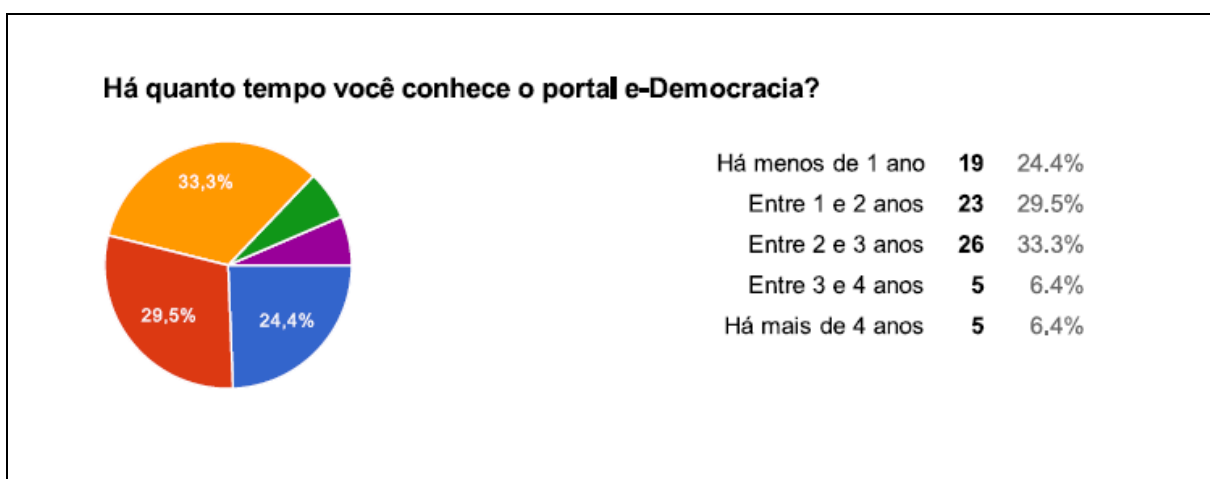 Há quanto tempo você conhece o portal e-Democracia?
33,3%
29,5%
24,4%
Há menos de 1 ano 19 24.4%
Entre 1 e 2 anos 23 29.5%
Entre 2 e 3 anos 26 33.3%
Entre 3 e 4 anos 5 6.4%
Há mais de 4 anos 5 6.4%